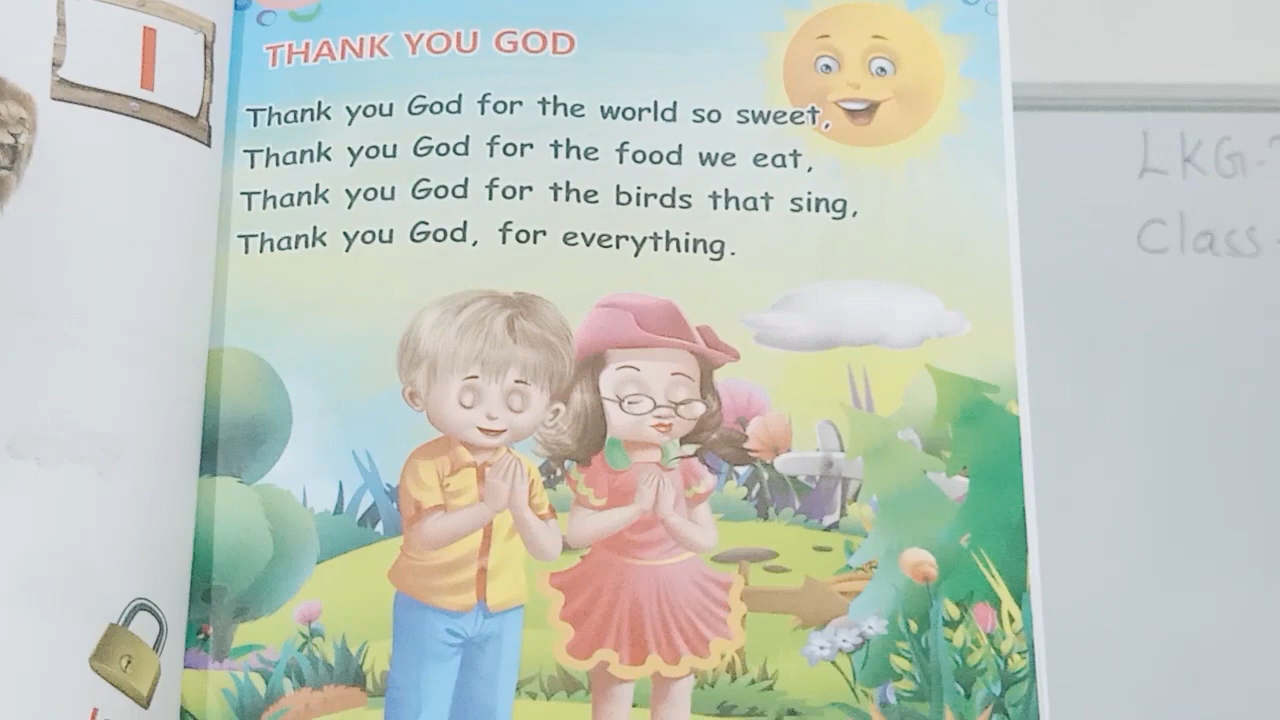 THANK YOU GOD
Thank you God for the world so sweet,
Thank you God for the food we eat,
Thank you God for the birds that sing,
Thank you God, for everything.
LKG-
Class